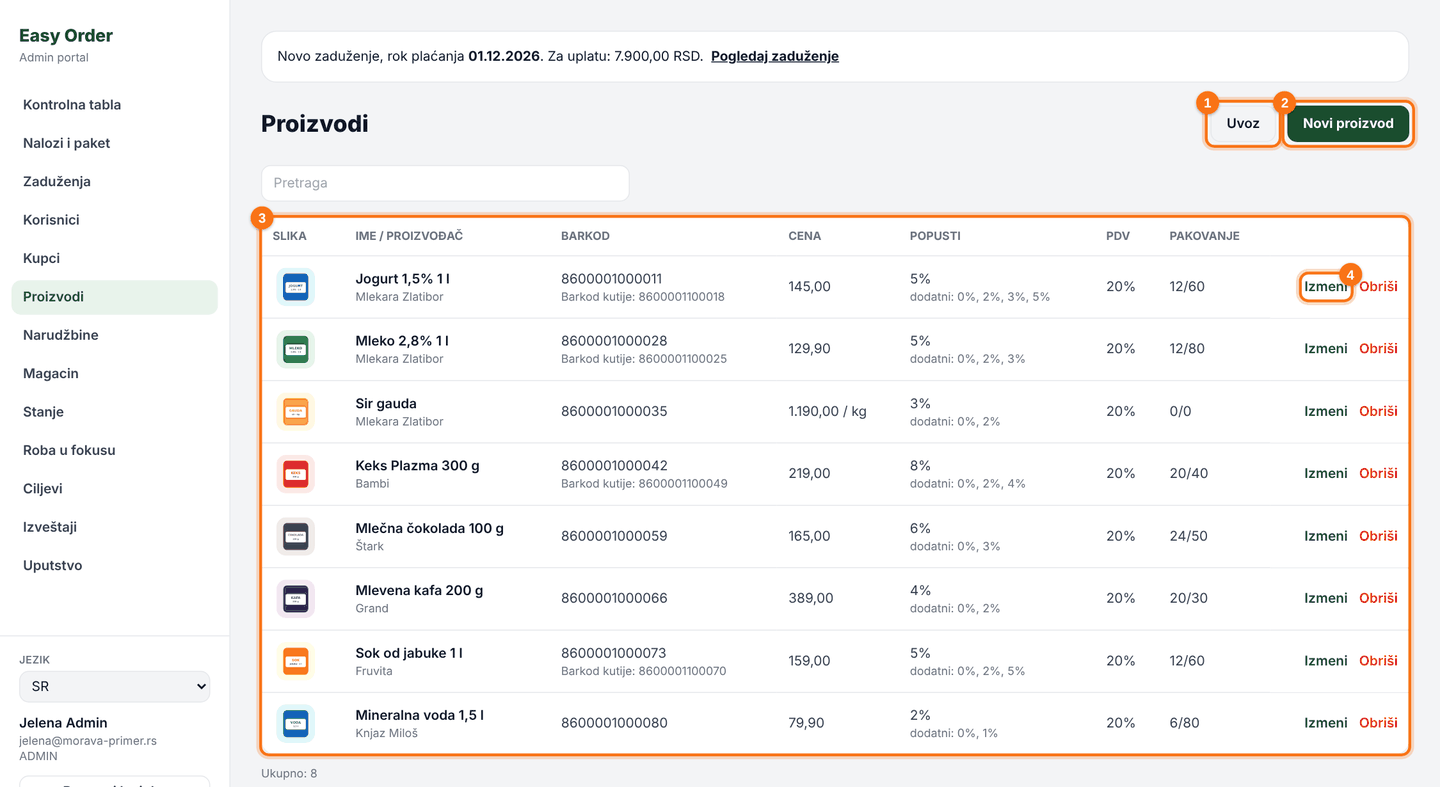 Easy Order
Admin portal
Kontrolna tabla
Nalozi i paket
Zaduženja
Korisnici
Kupci
Proizvodi
Narudžbine
Magacin
Stanje
Roba u fokusu
Ciljevi
Izveštaji
Uputstvo
JEZIK
SR
Jelena Admin
jelena@morava-primer.rs
ADMIN
Novo zaduženje, rok plaćanja 01.12.2026. Za uplatu: 7.900,00 RSD. Pogledaj zaduženje
Proizvodi
1 Uvoz 2 Novi proizvod
Pretraga
3
SLIKA IME / PROIZVOĐAČ BARKOD CENA POPUSTI PDV PAKOVANJE
Jogurt 1,5% 1 l 8600001000011 145,00 5% 20% 12/60 Izmeni 4 Obriši
Mlekara Zlatibor Barkod kutije: 8600001100018 dodatni: 0%, 2%, 3%, 5%
Mleko 2,8% 1 l 8600001000028 129,90 5% 20% 12/80 Izmeni Obriši
Mlekara Zlatibor Barkod kutije: 8600001100025 dodatni: 0%, 2%, 3%
Sir gauda 8600001000035 1.190,00 / kg 3% 20% 0/0 Izmeni Obriši
Mlekara Zlatibor dodatni: 0%, 2%
Keks Plazma 300 g 8600001000042 219,00 8% 20% 20/40 Izmeni Obriši
Bambi Barkod kutije: 8600001100049 dodatni: 0%, 2%, 4%
Mlečna čokolada 100 g 8600001000059 165,00 6% 20% 24/50 Izmeni Obriši
Štark dodatni: 0%, 3%
Mlevena kafa 200 g 8600001000066 389,00 4% 20% 20/30 Izmeni Obriši
Grand dodatni: 0%, 2%
Sok od jabuke 1 l 8600001000073 159,00 5% 20% 12/60 Izmeni Obriši
Fruvita Barkod kutije: 8600001100070 dodatni: 0%, 2%, 5%
Mineralna voda 1,5 l 8600001000080 79,90 2% 20% 6/80 Izmeni Obriši
Knjaz Miloš dodatni: 0%, 1%
Ukupno: 8